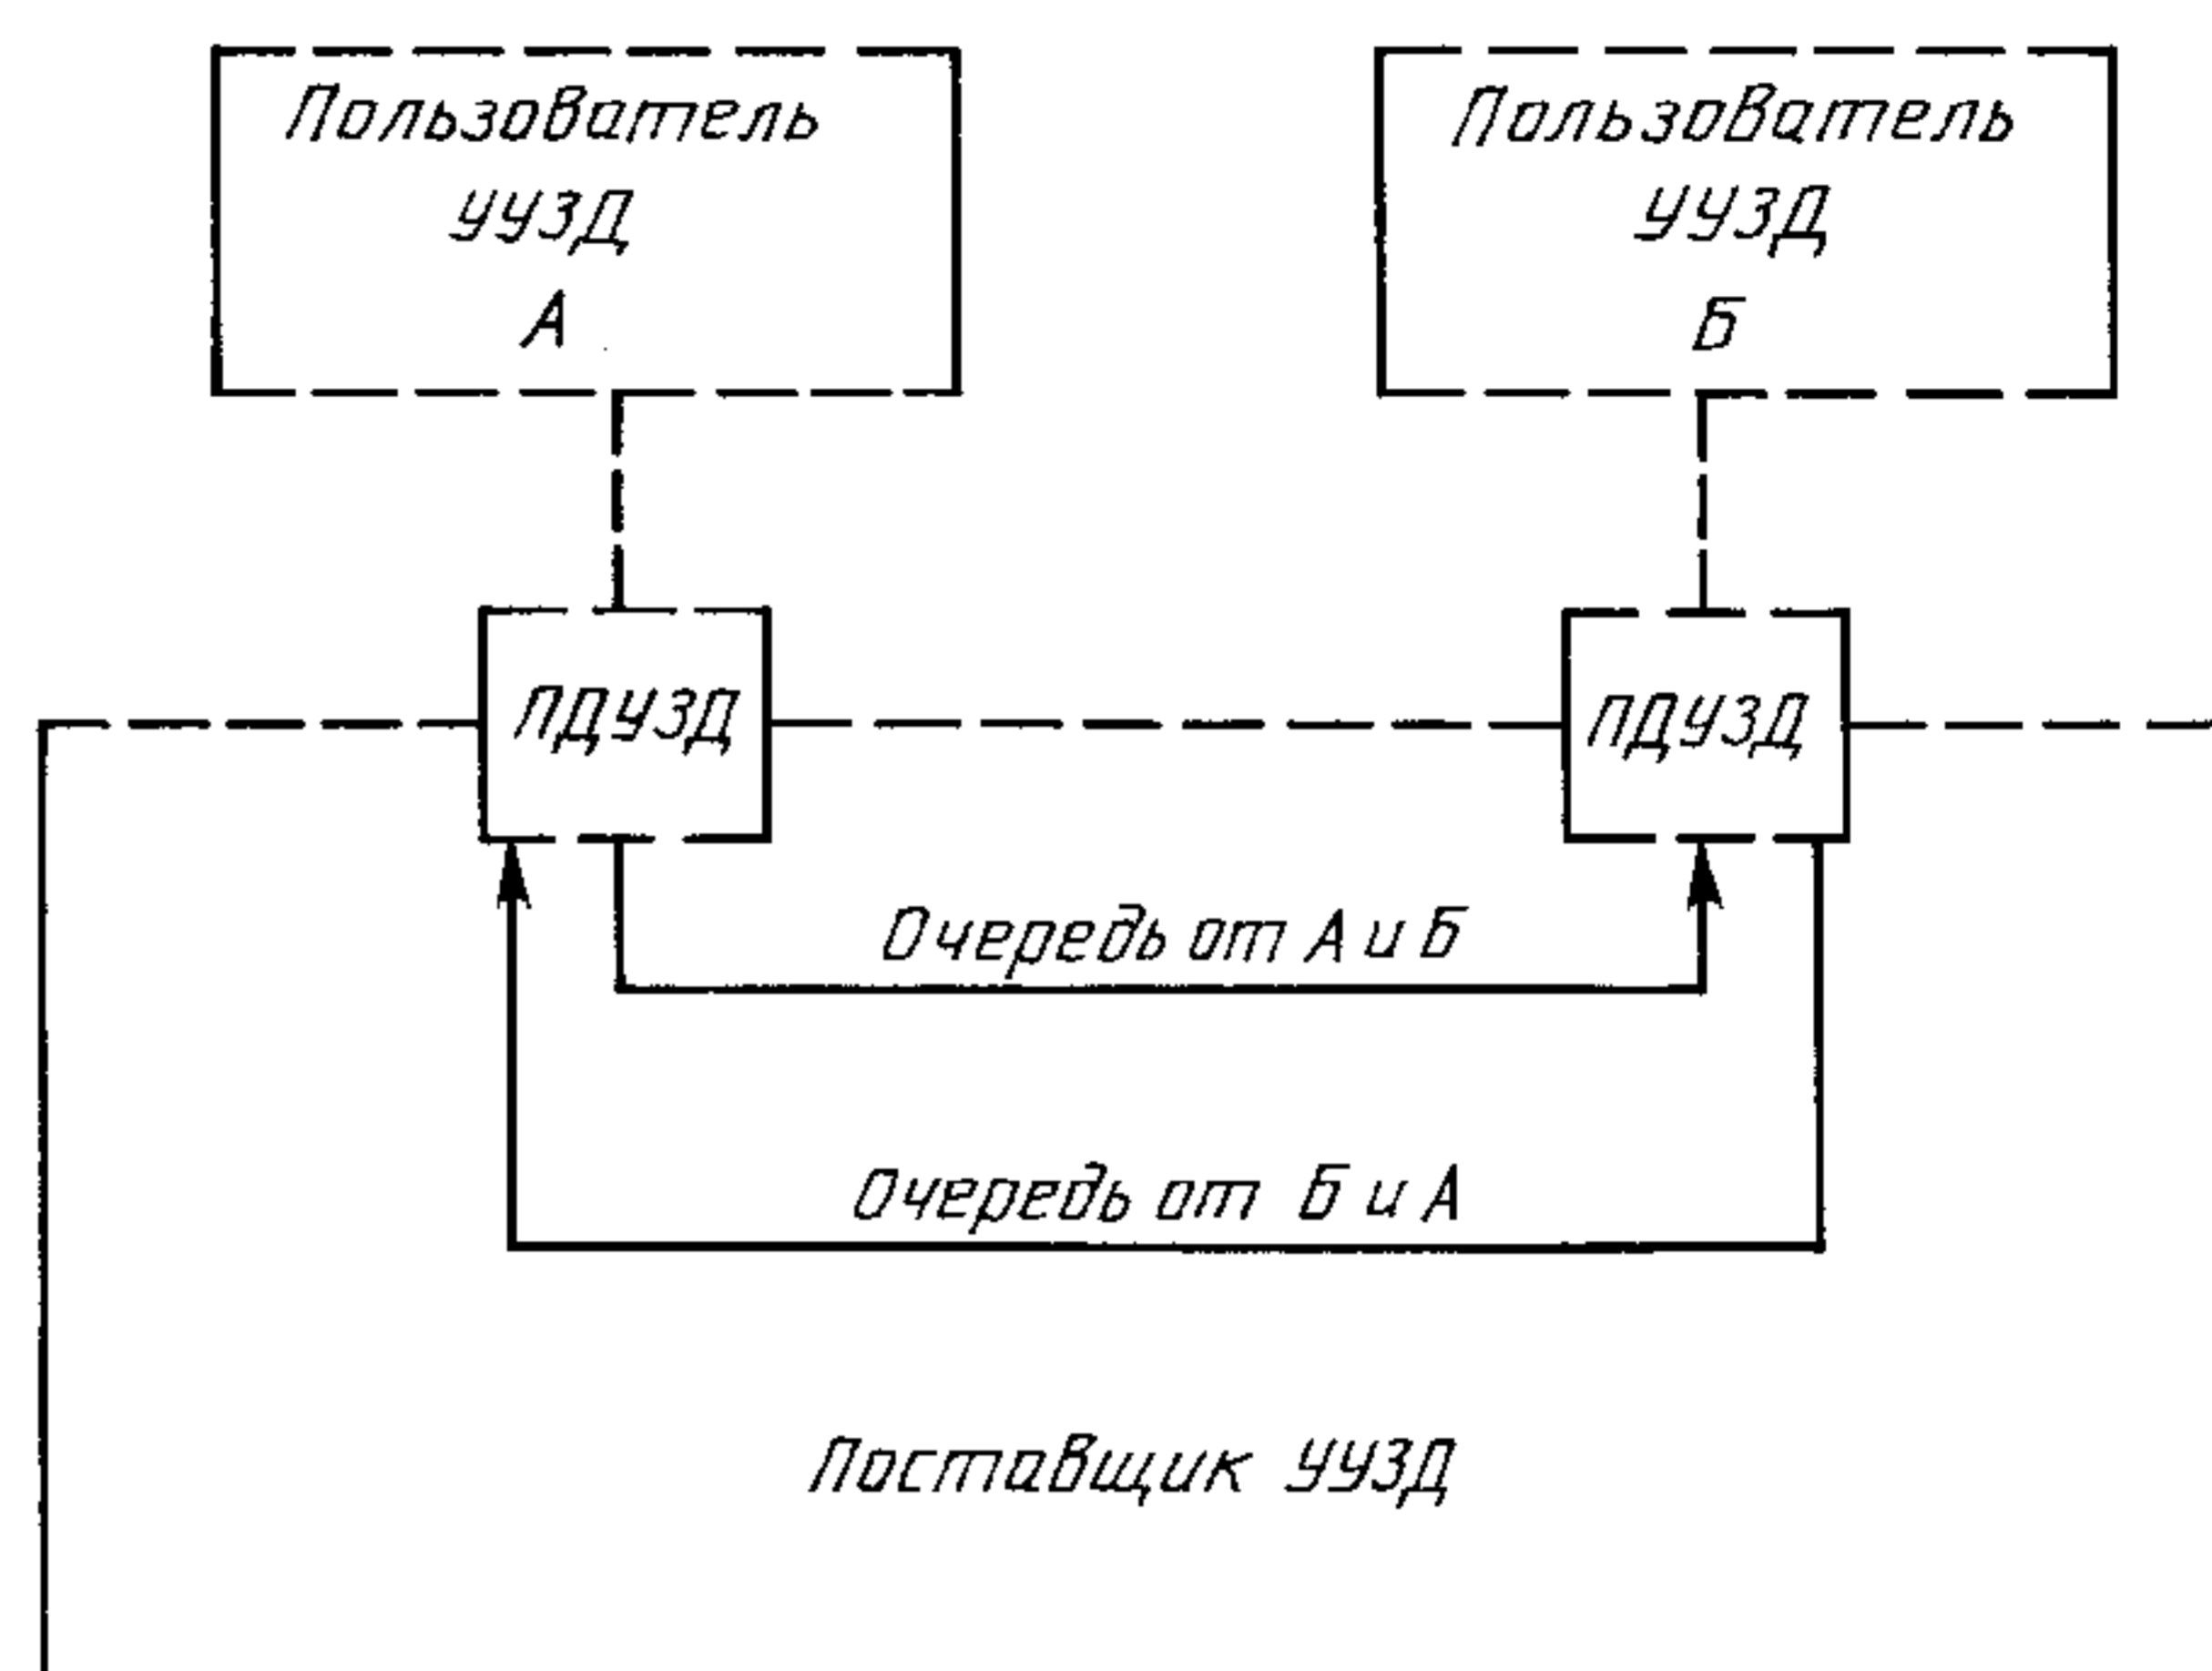 Пользователь
УУЗД
А
Пользователь
УУЗД
Б
ПДУЗД
ПДУЗД
Очередь от А и Б
Очередь от Б и А
Поставщик УУЗД